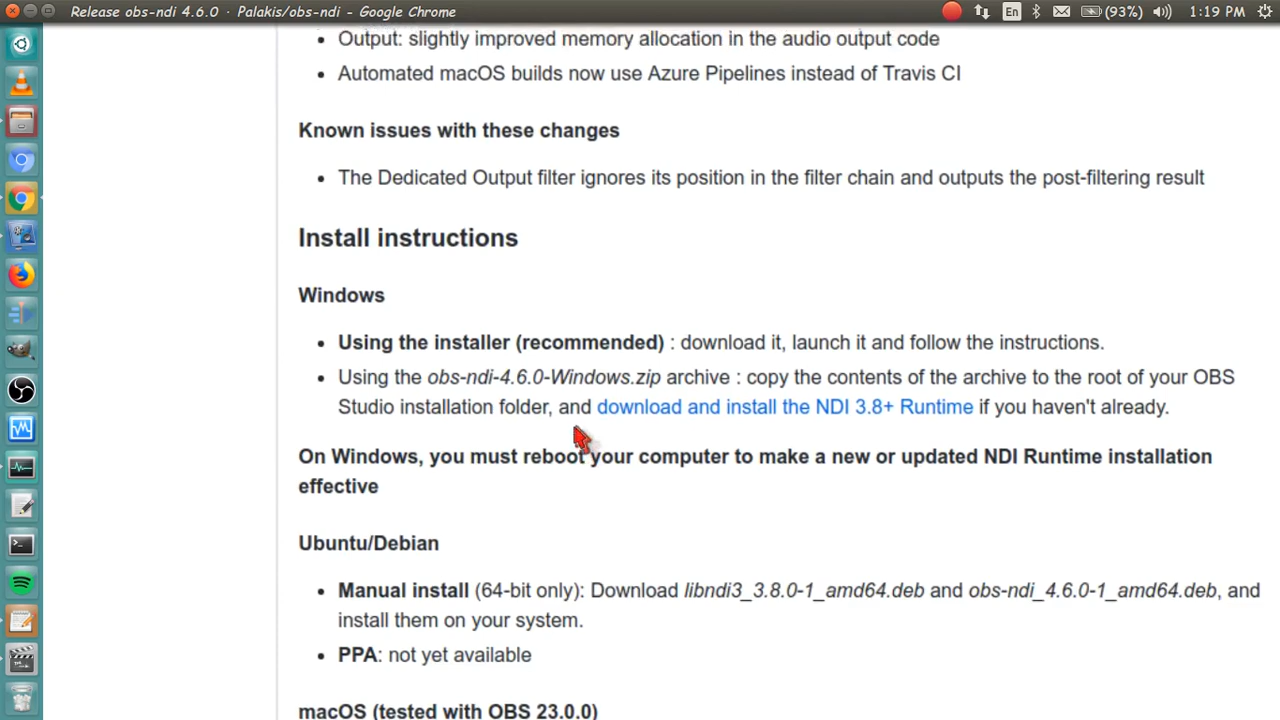 Release obs-ndi 4.6.0 · Palakis/obs-ndi - Google Chrome
En
(93%)
1:19 PM
• Output: slightly improved memory allocation in the audio output code
• Automated macOS builds now use Azure Pipelines instead of Travis CI
Known issues with these changes
• The Dedicated Output filter ignores its position in the filter chain and outputs the post-filtering result
Install instructions
Windows
• Using the installer (recommended) : download it, launch it and follow the instructions.
• Using the obs-ndi-4.6.0-Windows.zip archive : copy the contents of the archive to the root of your OBS
Studio installation folder, and download and install the NDI 3.8+ Runtime if you haven't already.
On Windows, you must reboot your computer to make a new or updated NDI Runtime installation
effective
Ubuntu/Debian
• Manual install (64-bit only): Download libndi3_3.8.0-1_amd64.deb and obs-ndi_4.6.0-1_amd64.deb, and
install them on your system.
• PPA: not yet available
macOS (tested with OBS 23.0.0)